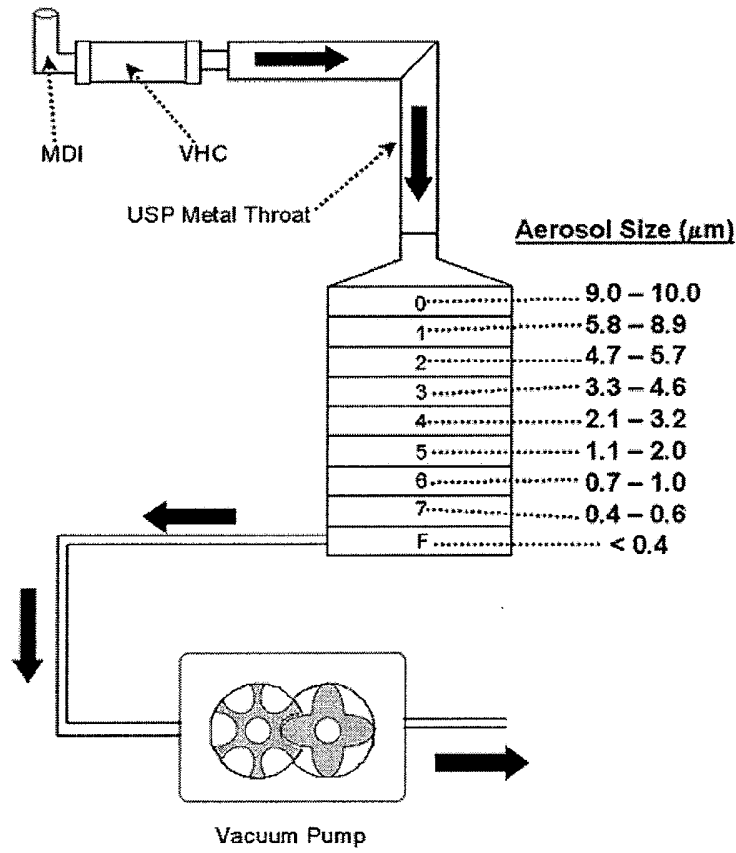 MDI
VHC
USP Metal Throat
Aerosol Size (μm)
0 9.0 – 10.0
1 5.8 – 8.9
2 4.7 – 5.7
3 3.3 – 4.6
4 2.1 – 3.2
5 1.1 – 2.0
6 0.7 – 1.0
7 0.4 – 0.6
F < 0.4
Vacuum Pump